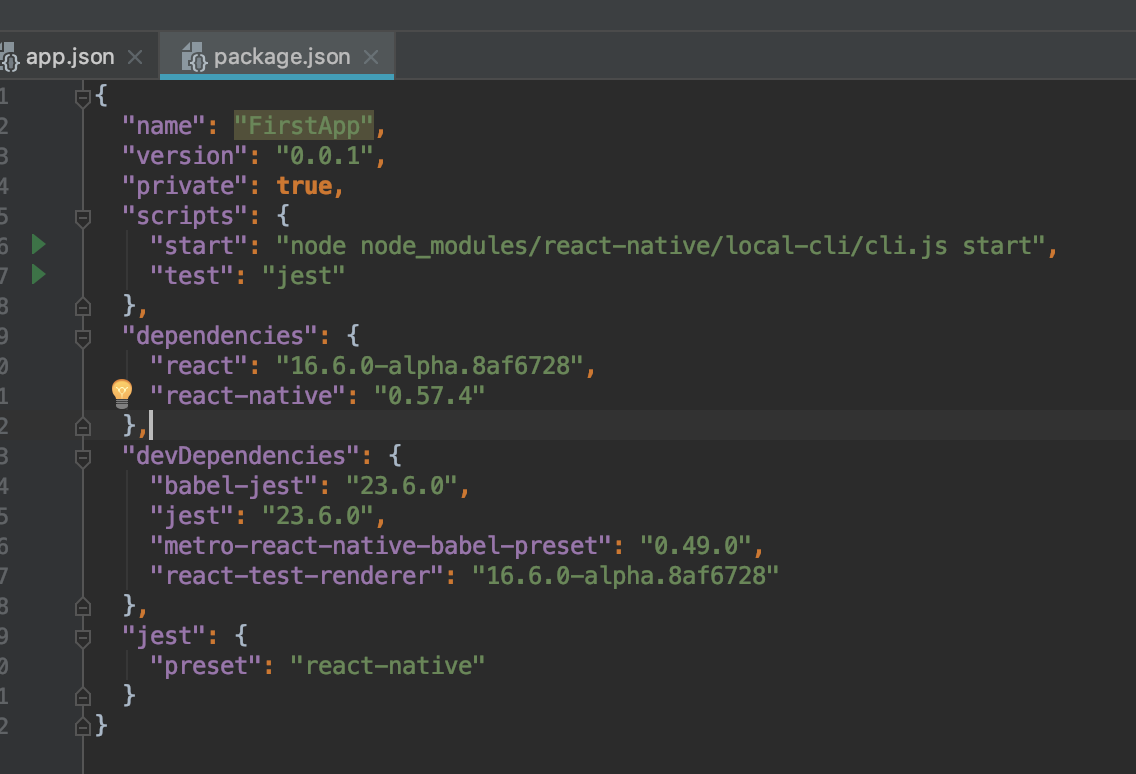 app.json package.json
1 {
2 "name": "FirstApp",
3 "version": "0.0.1",
4 "private": true,
5 "scripts": {
6 "start": "node node_modules/react-native/local-cli/cli.js start",
7 "test": "jest"
8 },
9 "dependencies": {
0 "react": "16.6.0-alpha.8af6728",
1 "react-native": "0.57.4"
2 },
3 "devDependencies": {
4 "babel-jest": "23.6.0",
5 "jest": "23.6.0",
6 "metro-react-native-babel-preset": "0.49.0",
7 "react-test-renderer": "16.6.0-alpha.8af6728"
8 },
9 "jest": {
0 "preset": "react-native"
1 }
2 }